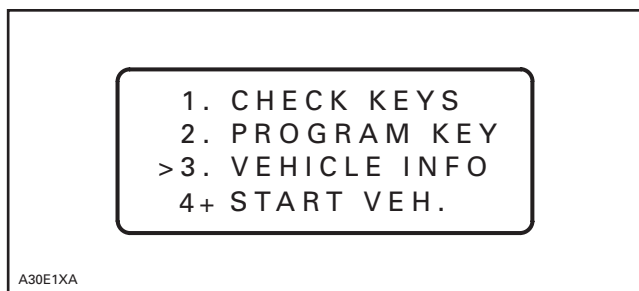 1. CHECK KEYS
2. PROGRAM KEY
>3. VEHICLE INFO
4+ START VEH.
A30E1XA